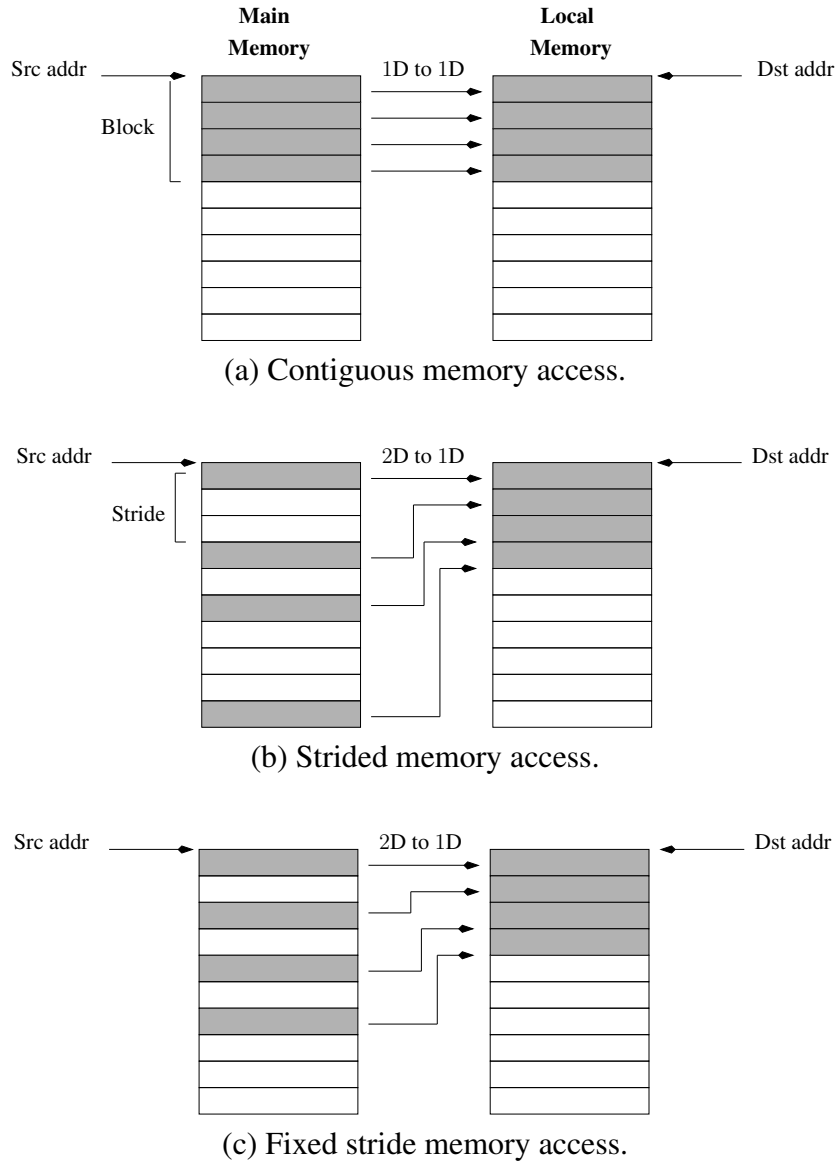 Main Memory
Local Memory
Src addr
1D to 1D
Dst addr
Block
(a) Contiguous memory access.
Src addr
2D to 1D
Dst addr
Stride
(b) Strided memory access.
Src addr
2D to 1D
Dst addr
(c) Fixed stride memory access.